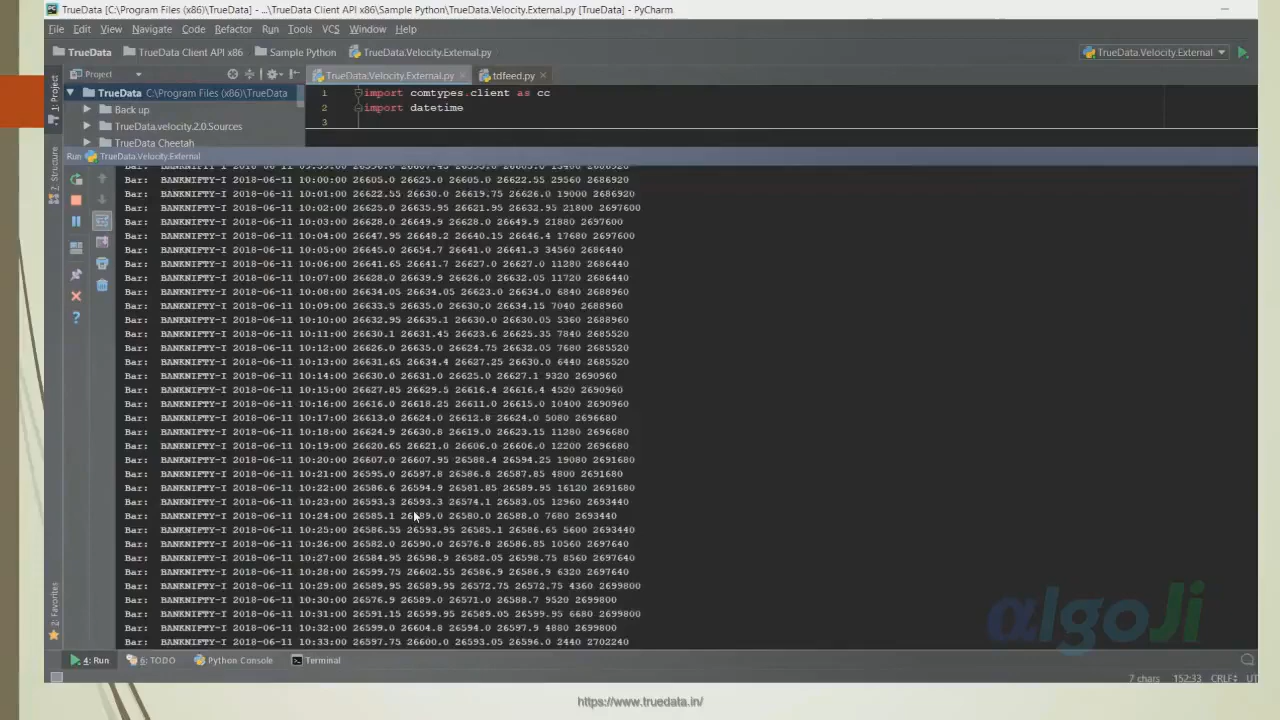 TrueData [C:\Program Files (x86)\TrueData] - ...\TrueData Client API x86\Sample Python\TrueData.Velocity.External.py [TrueData] - PyCharm
File Edit View Navigate Code Refactor Run Tools VCS Window Help
TrueData TrueData Client API x86 Sample Python TrueData.Velocity.External.py TrueData.Velocity.External
Project TrueData.Velocity.External.py tdfeed.py
1: Project
TrueData C:\Program Files (x86)\TrueData 1 import comtypes.client as cc
Back up 2 import datetime
TrueData.velocity.2.0.Sources 3
TrueData Cheetah
Run TrueData.Velocity.External
Z: Structure
Bar: BANKNIFTY-I 2018-06-11 10:00:00 26605.0 26625.0 26605.0 26622.55 29560 2686920
Bar: BANKNIFTY-I 2018-06-11 10:01:00 26622.55 26630.0 26619.75 26626.0 19000 2686920
Bar: BANKNIFTY-I 2018-06-11 10:02:00 26625.0 26635.95 26621.95 26632.95 21800 2697600
Bar: BANKNIFTY-I 2018-06-11 10:03:00 26628.0 26649.9 26628.0 26649.9 21880 2697600
Bar: BANKNIFTY-I 2018-06-11 10:04:00 26647.95 26648.2 26640.15 26646.4 17680 2697600
Bar: BANKNIFTY-I 2018-06-11 10:05:00 26645.0 26654.7 26641.0 26641.3 34560 2686440
Bar: BANKNIFTY-I 2018-06-11 10:06:00 26641.65 26641.7 26627.0 26627.0 11280 2686440
Bar: BANKNIFTY-I 2018-06-11 10:07:00 26628.0 26639.9 26626.0 26632.05 11720 2686440
Bar: BANKNIFTY-I 2018-06-11 10:08:00 26634.05 26634.05 26623.0 26634.0 6840 2688960
Bar: BANKNIFTY-I 2018-06-11 10:09:00 26633.5 26635.0 26630.0 26634.15 7040 2688960
Bar: BANKNIFTY-I 2018-06-11 10:10:00 26632.95 26635.1 26630.0 26630.05 5360 2688960
Bar: BANKNIFTY-I 2018-06-11 10:11:00 26630.1 26631.45 26623.6 26625.35 7840 2685520
Bar: BANKNIFTY-I 2018-06-11 10:12:00 26626.0 26635.0 26624.75 26632.05 7680 2685520
Bar: BANKNIFTY-I 2018-06-11 10:13:00 26631.65 26634.4 26627.25 26630.0 6440 2685520
Bar: BANKNIFTY-I 2018-06-11 10:14:00 26630.0 26631.0 26625.0 26627.1 9320 2690960
Bar: BANKNIFTY-I 2018-06-11 10:15:00 26627.85 26629.5 26616.4 26616.4 4520 2690960
Bar: BANKNIFTY-I 2018-06-11 10:16:00 26616.0 26618.25 26611.0 26615.0 10400 2690960
Bar: BANKNIFTY-I 2018-06-11 10:17:00 26613.0 26624.0 26612.8 26624.0 5080 2696680
Bar: BANKNIFTY-I 2018-06-11 10:18:00 26624.9 26630.8 26619.0 26623.15 11280 2696680
Bar: BANKNIFTY-I 2018-06-11 10:19:00 26620.65 26621.0 26606.0 26606.0 12200 2696680
Bar: BANKNIFTY-I 2018-06-11 10:20:00 26607.0 26607.95 26588.4 26594.25 19080 2691680
Bar: BANKNIFTY-I 2018-06-11 10:21:00 26595.0 26597.8 26586.8 26587.85 4800 2691680
Bar: BANKNIFTY-I 2018-06-11 10:22:00 26586.6 26594.9 26581.85 26589.95 16120 2691680
Bar: BANKNIFTY-I 2018-06-11 10:23:00 26593.3 26593.3 26574.1 26583.05 12960 2693440
Bar: BANKNIFTY-I 2018-06-11 10:24:00 26585.1 26589.0 26580.0 26588.0 7680 2693440
Bar: BANKNIFTY-I 2018-06-11 10:25:00 26586.55 26593.95 26585.1 26586.65 5600 2693440
Bar: BANKNIFTY-I 2018-06-11 10:26:00 26582.0 26590.0 26576.8 26586.85 10560 2697640
Bar: BANKNIFTY-I 2018-06-11 10:27:00 26584.95 26598.9 26582.05 26598.75 8560 2697640
Bar: BANKNIFTY-I 2018-06-11 10:28:00 26599.75 26602.55 26586.9 26586.9 6320 2697640
Bar: BANKNIFTY-I 2018-06-11 10:29:00 26589.95 26589.95 26572.75 26572.75 4360 2699800
Bar: BANKNIFTY-I 2018-06-11 10:30:00 26576.9 26589.0 26571.0 26588.7 9520 2699800
Bar: BANKNIFTY-I 2018-06-11 10:31:00 26591.15 26599.95 26589.05 26599.95 6680 2699800
Bar: BANKNIFTY-I 2018-06-11 10:32:00 26599.0 26604.8 26594.0 26597.9 4880 2699800
Bar: BANKNIFTY-I 2018-06-11 10:33:00 26597.75 26600.0 26593.05 26596.0 2440 2702240
2: Favorites
αlgoJi
4: Run 6: TODO Python Console Terminal
7 chars 152:33 CRLF UT
https://www.truedata.in/